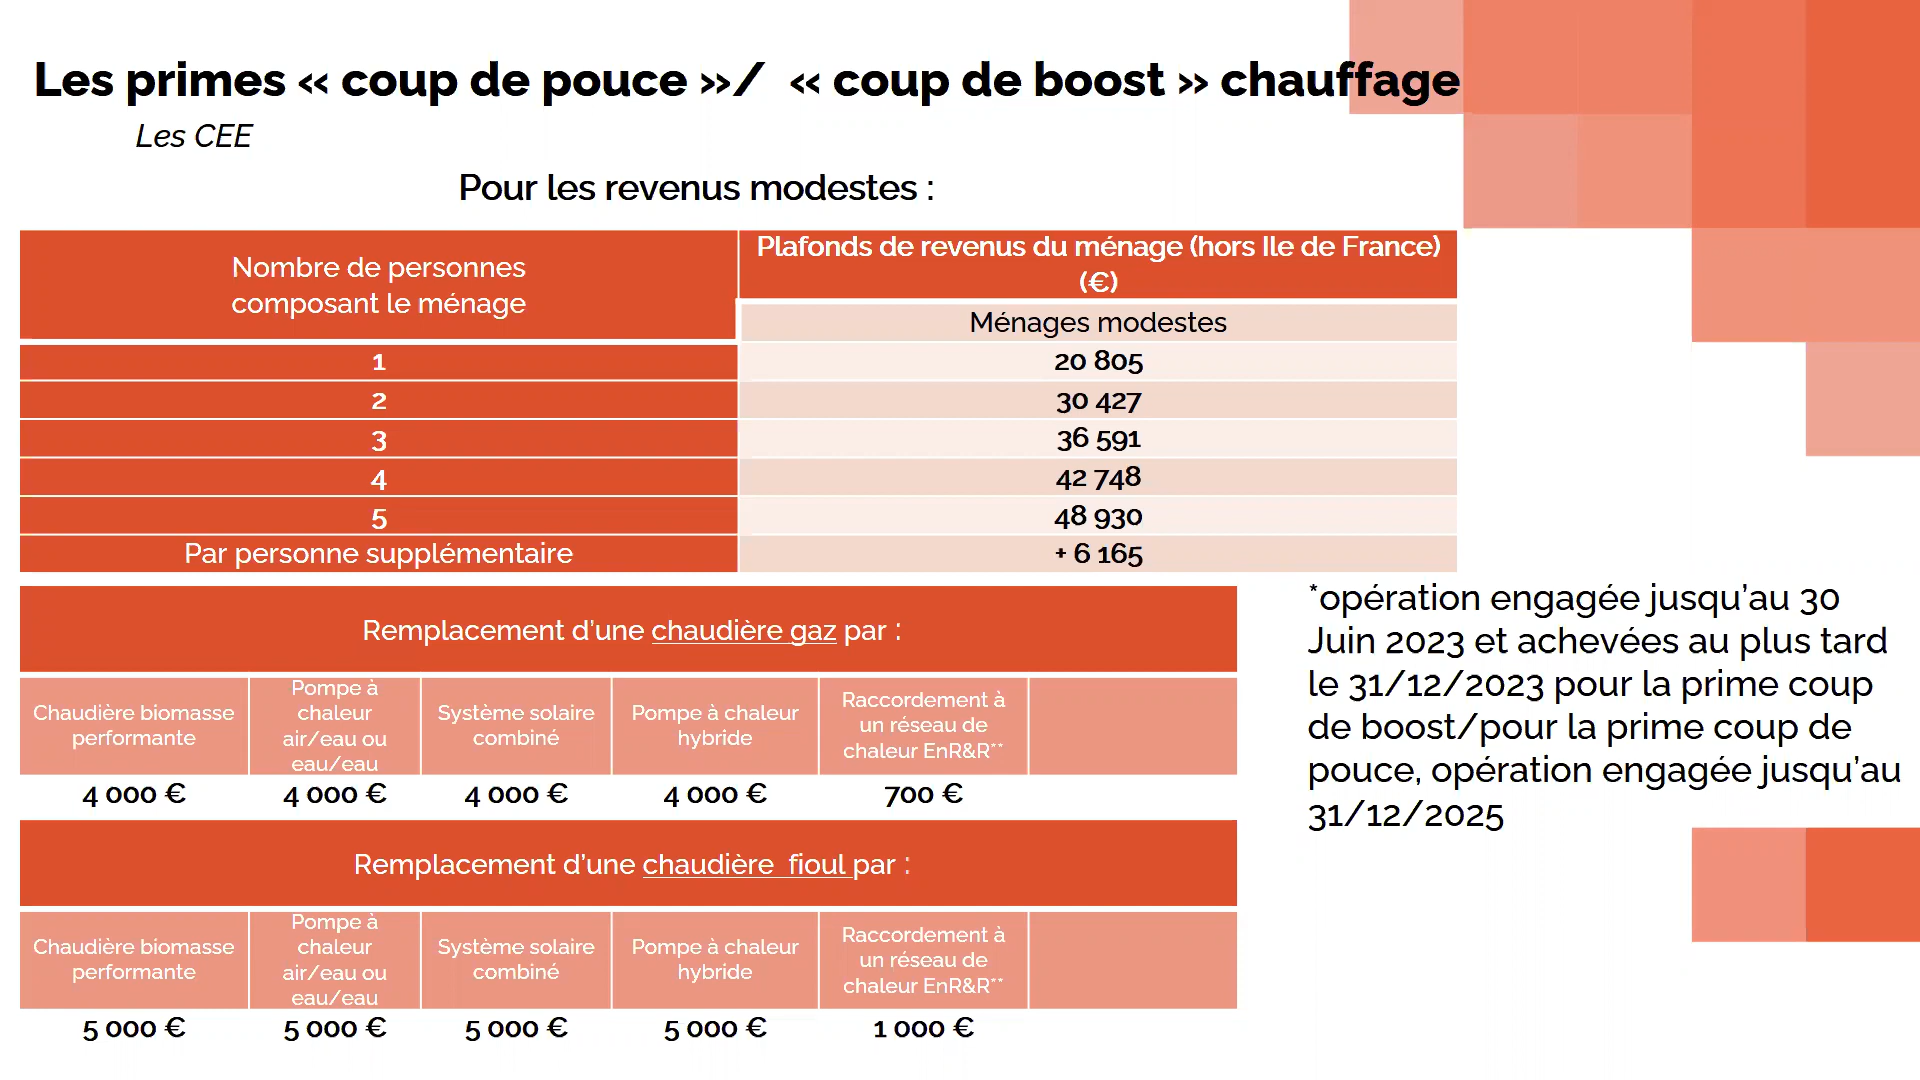 Les primes « coup de pouce »/ « coup de boost » chauffage
Les CEE
Pour les revenus modestes :
Nombre de personnes
composant le ménage
Plafonds de revenus du ménage (hors Ile de France)
(€)
Ménages modestes
1
20 805
2
30 427
3
36 591
4
42 748
5
48 930
Par personne supplémentaire
+ 6 165
Remplacement d'une chaudière gaz par :
Chaudière biomasse
performante
Pompe à
chaleur
air/eau ou
eau/eau
Système solaire
combiné
Pompe à chaleur
hybride
Raccordement à
un réseau de
chaleur EnR&R**
4 000 €
4 000 €
4 000 €
4 000 €
700 €
Remplacement d'une chaudière fioul par :
Chaudière biomasse
performante
Pompe à
chaleur
air/eau ou
eau/eau
Système solaire
combiné
Pompe à chaleur
hybride
Raccordement à
un réseau de
chaleur EnR&R**
5 000 €
5 000 €
5 000 €
5 000 €
1 000 €
*opération engagée jusqu'au 30
Juin 2023 et achevées au plus tard
le 31/12/2023 pour la prime coup
de boost/pour la prime coup de
pouce, opération engagée jusqu'au
31/12/2025